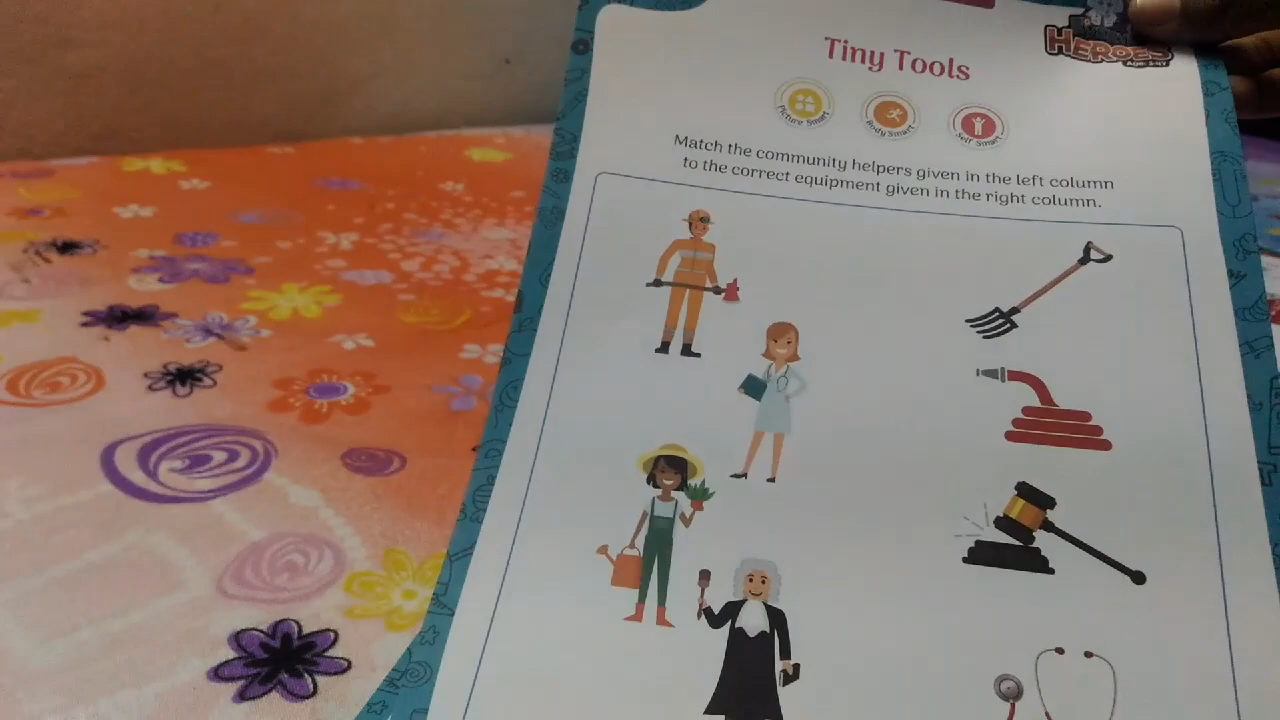 HEROES
Tiny Tools
Picture Smart
Body Smart
Self Smart
Match the community helpers given in the left column
to the correct equipment given in the right column.